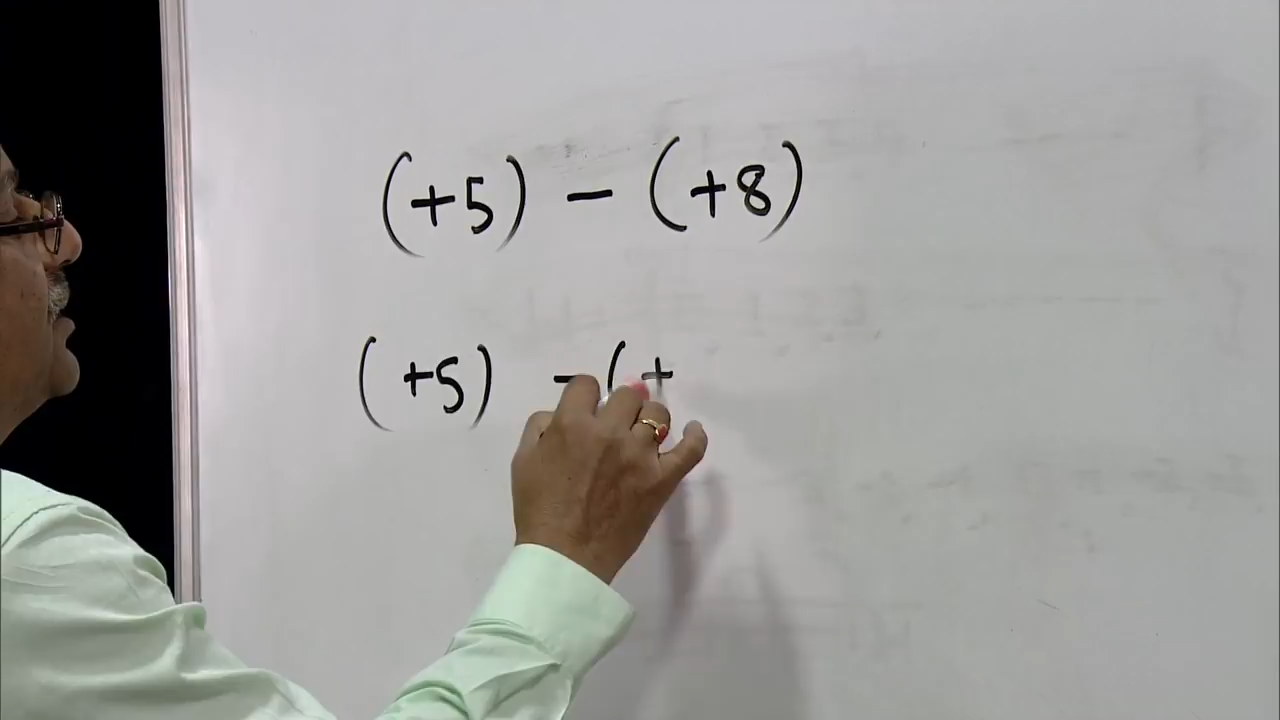 (+5) - (+8)
(+5) - (+